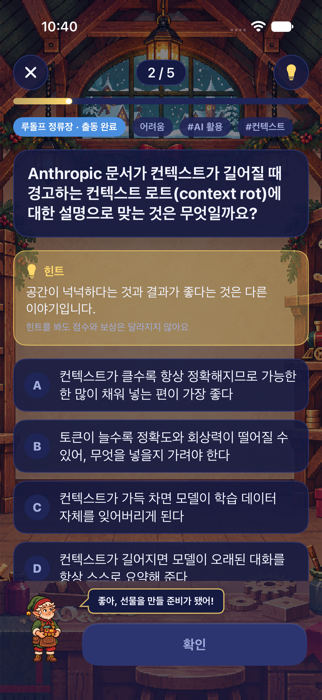 10:40
2 / 5
루돌프 정류장 · 출동 완료
어려움
#AI 활용
#컨텍스트
Anthropic 문서가 컨텍스트가 길어질 때
경고하는 컨텍스트 로트(context rot)에
대한 설명으로 맞는 것은 무엇일까요?
힌트
공간이 넉넉하다는 것과 결과가 좋다는 것은 다른
이야기입니다.
힌트를 봐도 점수와 보상은 달라지지 않아요
A
컨텍스트가 클수록 항상 정확해지므로 가능한
한 많이 채워 넣는 편이 가장 좋다
B
토큰이 늘수록 정확도와 회상력이 떨어질 수
있어, 무엇을 넣을지 가려야 한다
C
컨텍스트가 가득 차면 모델이 학습 데이터
자체를 잊어버리게 된다
D
컨텍스트가 길어지면 모델이 오래된 대화를
항상 스스로 요약해 준다
좋아, 선물을 만들 준비가 됐어!
확인